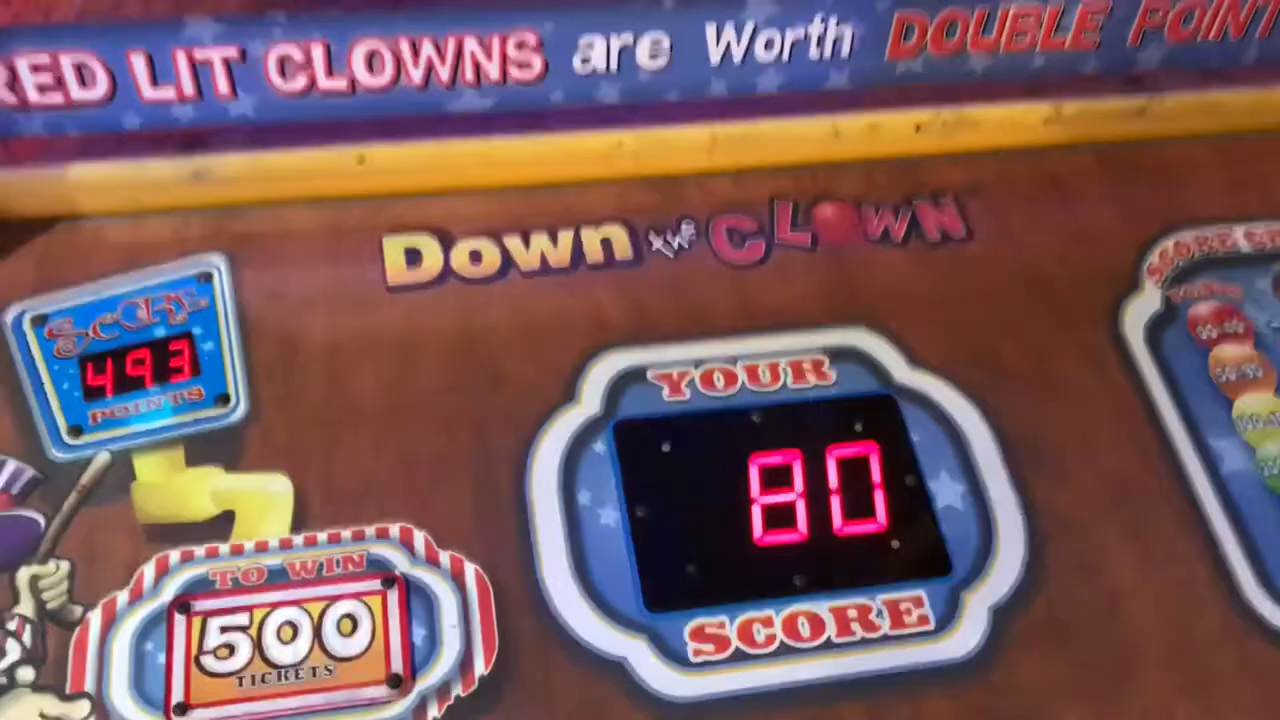 RED LIT CLOWNS are Worth DOUBLE POINT
Down THE CLOWN
SCORE
493
POINTS
YOUR
80
SCORE
TO WIN
500
TICKETS